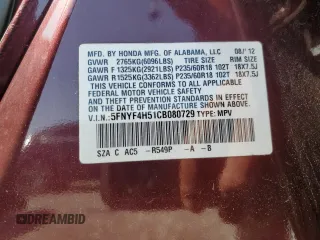 MFD. BY HONDA MFG. OF ALABAMA, LLC 08/'12
GVWR 2765KG(6096LBS) TIRE SIZE RIM SIZE
GAWR F 1325KG(2921LBS) P235/60R18 102T 18X7.5J
GAWR R1525KG(3362LBS) P235/60R18 102T 18X7.5J
THIS VEHICLE CONFORMS TO ALL APPLICABLE
FEDERAL MOTOR VEHICLE SAFETY AND THEFT
PREVENTION STANDARDS IN EFFECT ON THE
DATE OF MANUFACTURE SHOWN ABOVE.
V.I.N: 5FNYF4H51CB080729 TYPE: MPV
SZA C AC5 -R549P -A -B
DREAMBID